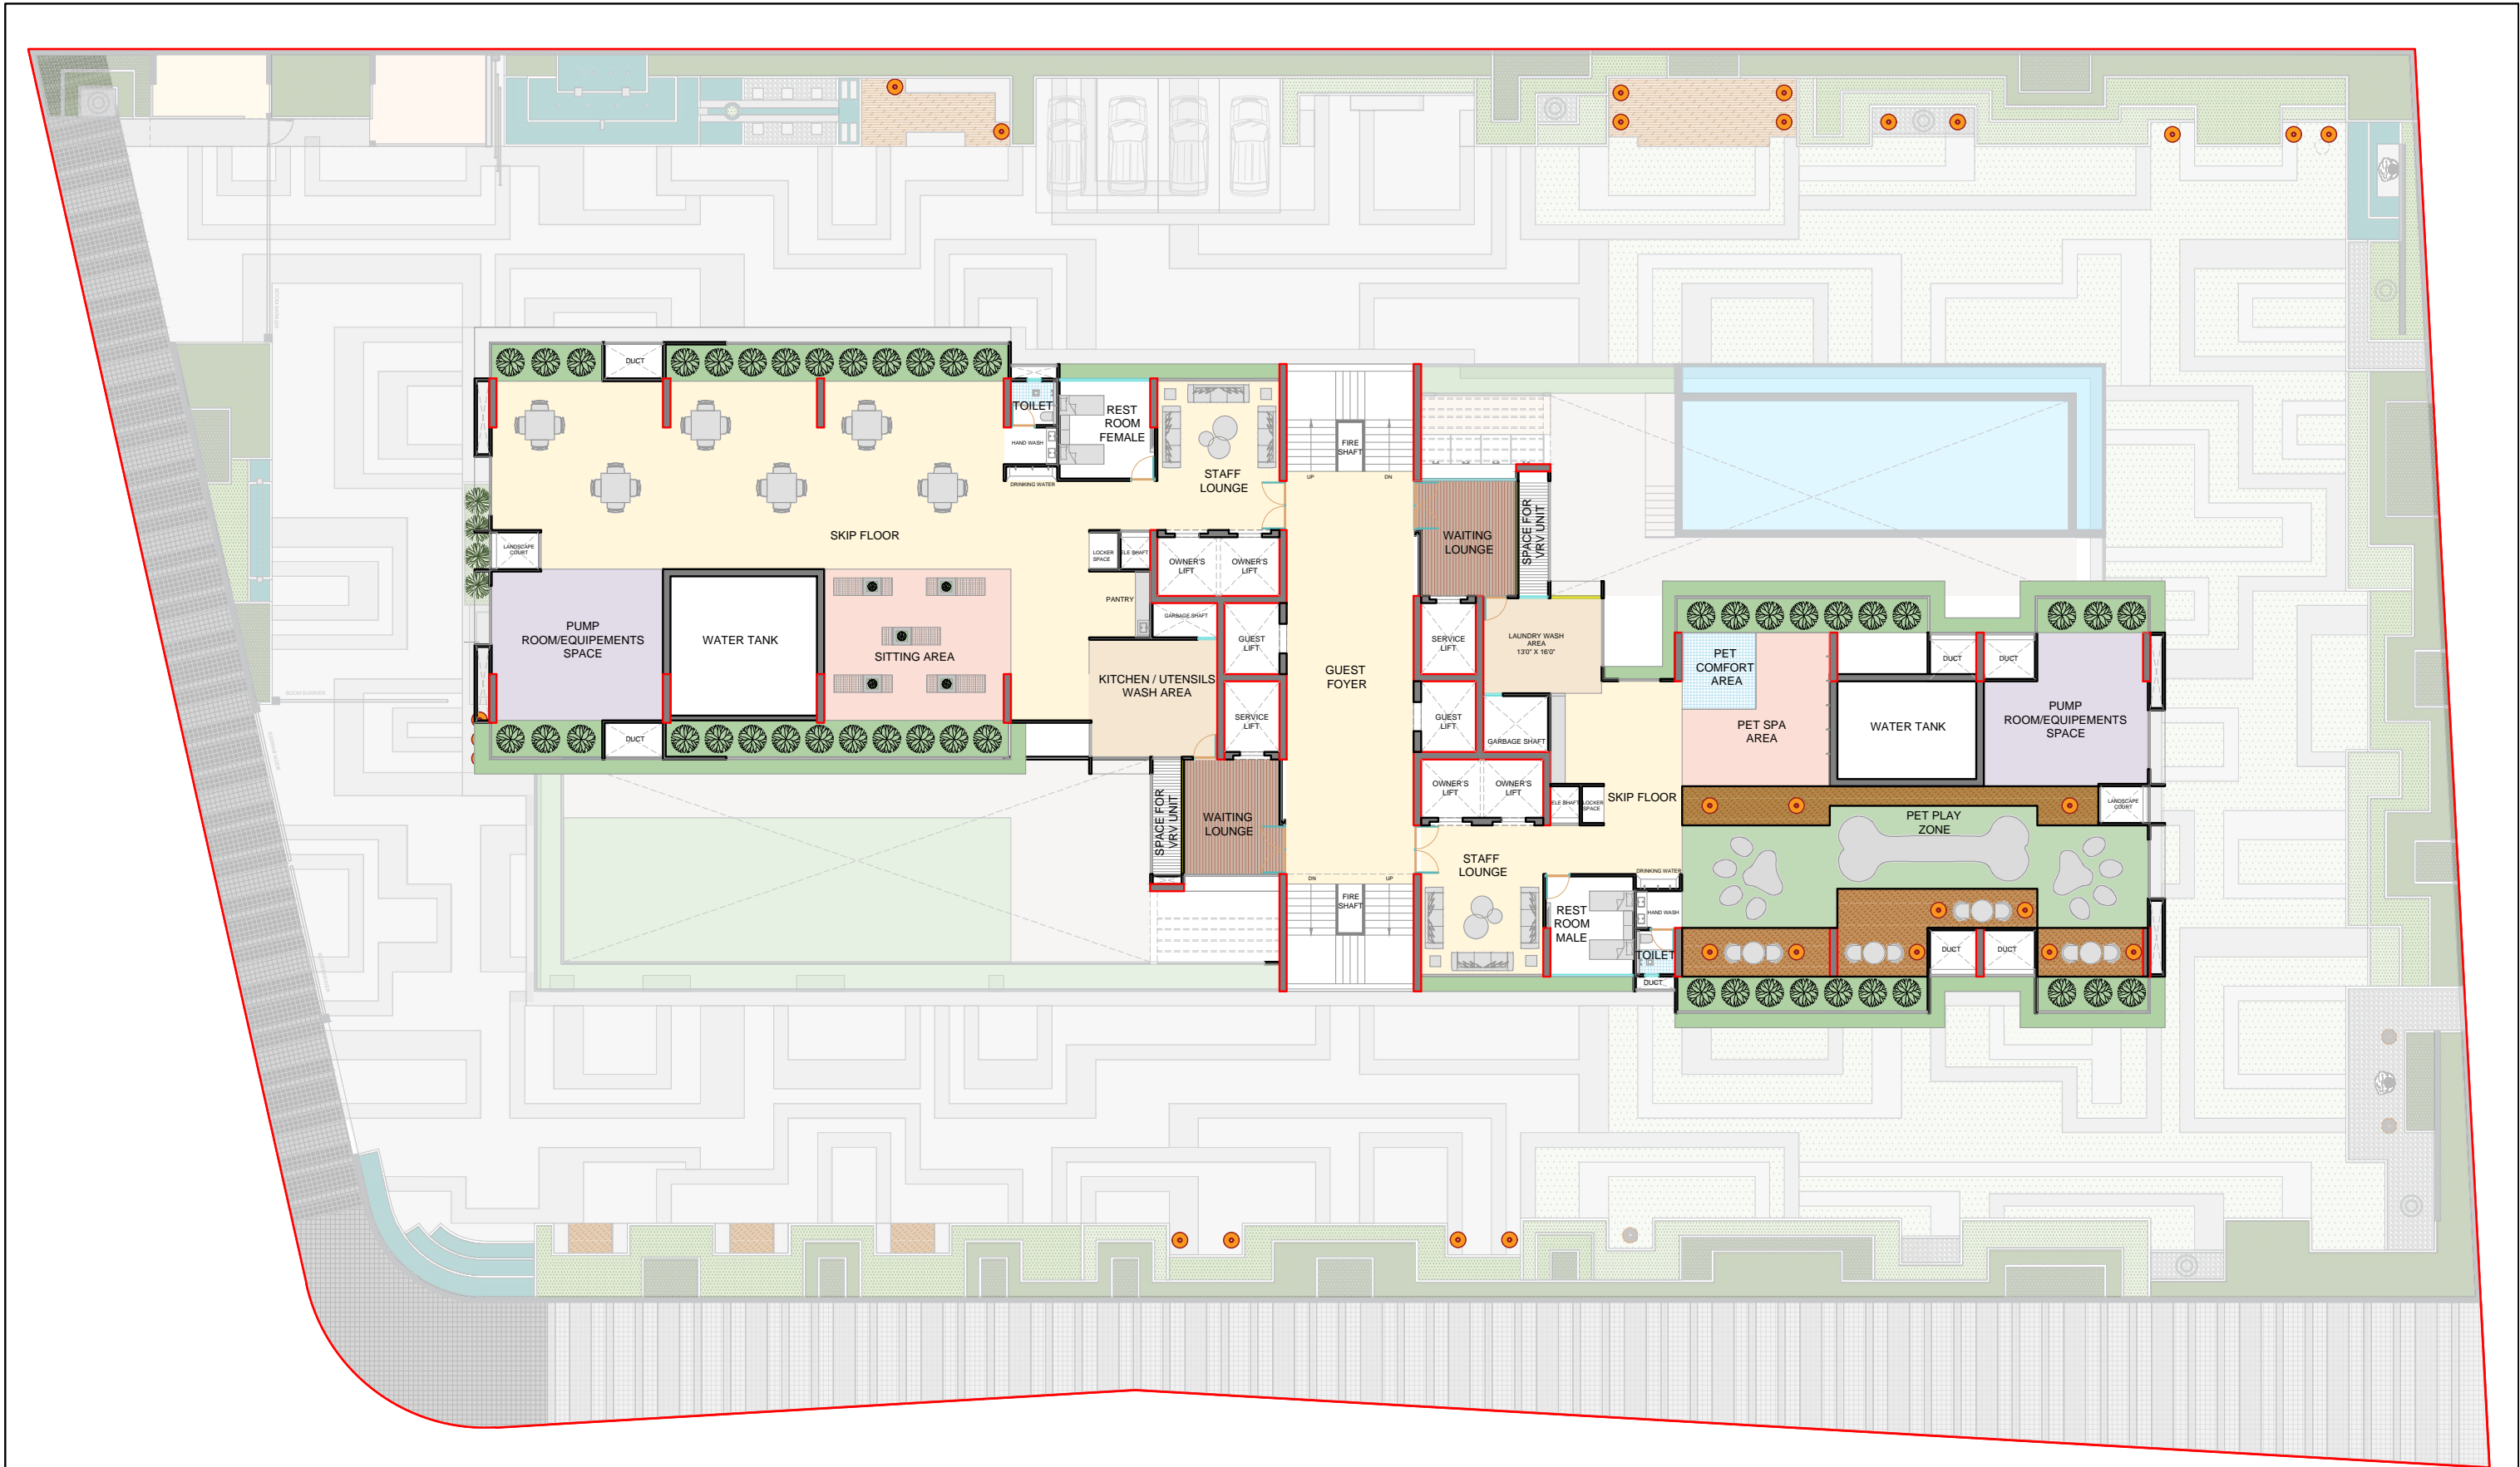 DUCT
TOILET
REST
ROOM
FEMALE
HAND WASH
DRINKING WATER
STAFF
LOUNGE
FIRE
SHAFT
UP
DN
SKIP FLOOR
LANDSCAPE
COURT
LOCKER
SPACE
ELE SHAFT
OWNER'S
LIFT
OWNER'S
LIFT
WAITING
LOUNGE
SPACE FOR
VRV UNIT
PUMP
ROOM/EQUIPEMENTS
SPACE
WATER TANK
SITTING AREA
PANTRY
GARBAGE SHAFT
GUEST
LIFT
KITCHEN / UTENSILS
WASH AREA
SERVICE
LIFT
GUEST
FOYER
SERVICE
LIFT
LAUNDRY WASH
AREA
13'0" X 16'0"
GUEST
LIFT
GARBAGE SHAFT
DUCT
PET
COMFORT
AREA
PET SPA
AREA
DUCT
DUCT
WATER TANK
PUMP
ROOM/EQUIPEMENTS
SPACE
SPACE FOR
VRV UNIT
WAITING
LOUNGE
OWNER'S
LIFT
OWNER'S
LIFT
ELE SHAFT
LOCKER
SPACE
SKIP FLOOR
LANDSCAPE
COURT
PET PLAY
ZONE
STAFF
LOUNGE
DN
UP
FIRE
SHAFT
DRINKING WATER
REST
ROOM
MALE
HAND WASH
TOILET
DUCT
DUCT
DUCT
BOOM BARRIER
BOOM BARRIER
BOOM BARRIER